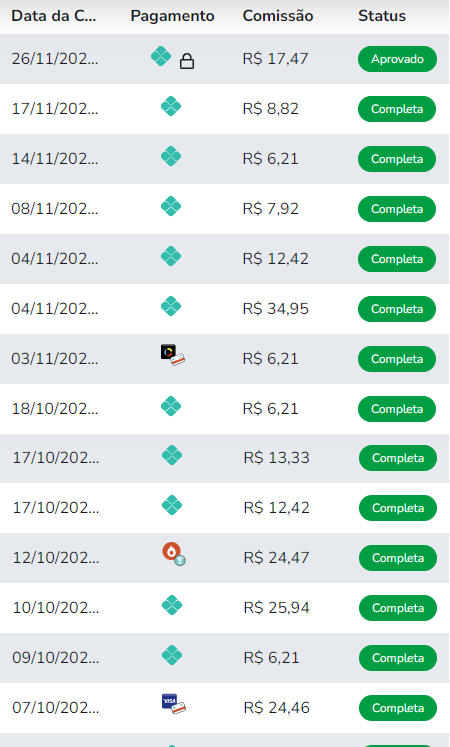 Data da C... Pagamento Comissão Status
26/11/202... R$ 17,47 Aprovado
17/11/202... R$ 8,82 Completa
14/11/202... R$ 6,21 Completa
08/11/202... R$ 7,92 Completa
04/11/202... R$ 12,42 Completa
04/11/202... R$ 34,95 Completa
03/11/202... R$ 6,21 Completa
18/10/202... R$ 6,21 Completa
17/10/202... R$ 13,33 Completa
17/10/202... R$ 12,42 Completa
12/10/202... R$ 24,47 Completa
10/10/202... R$ 25,94 Completa
09/10/202... R$ 6,21 Completa
07/10/202... VISA R$ 24,46 Completa